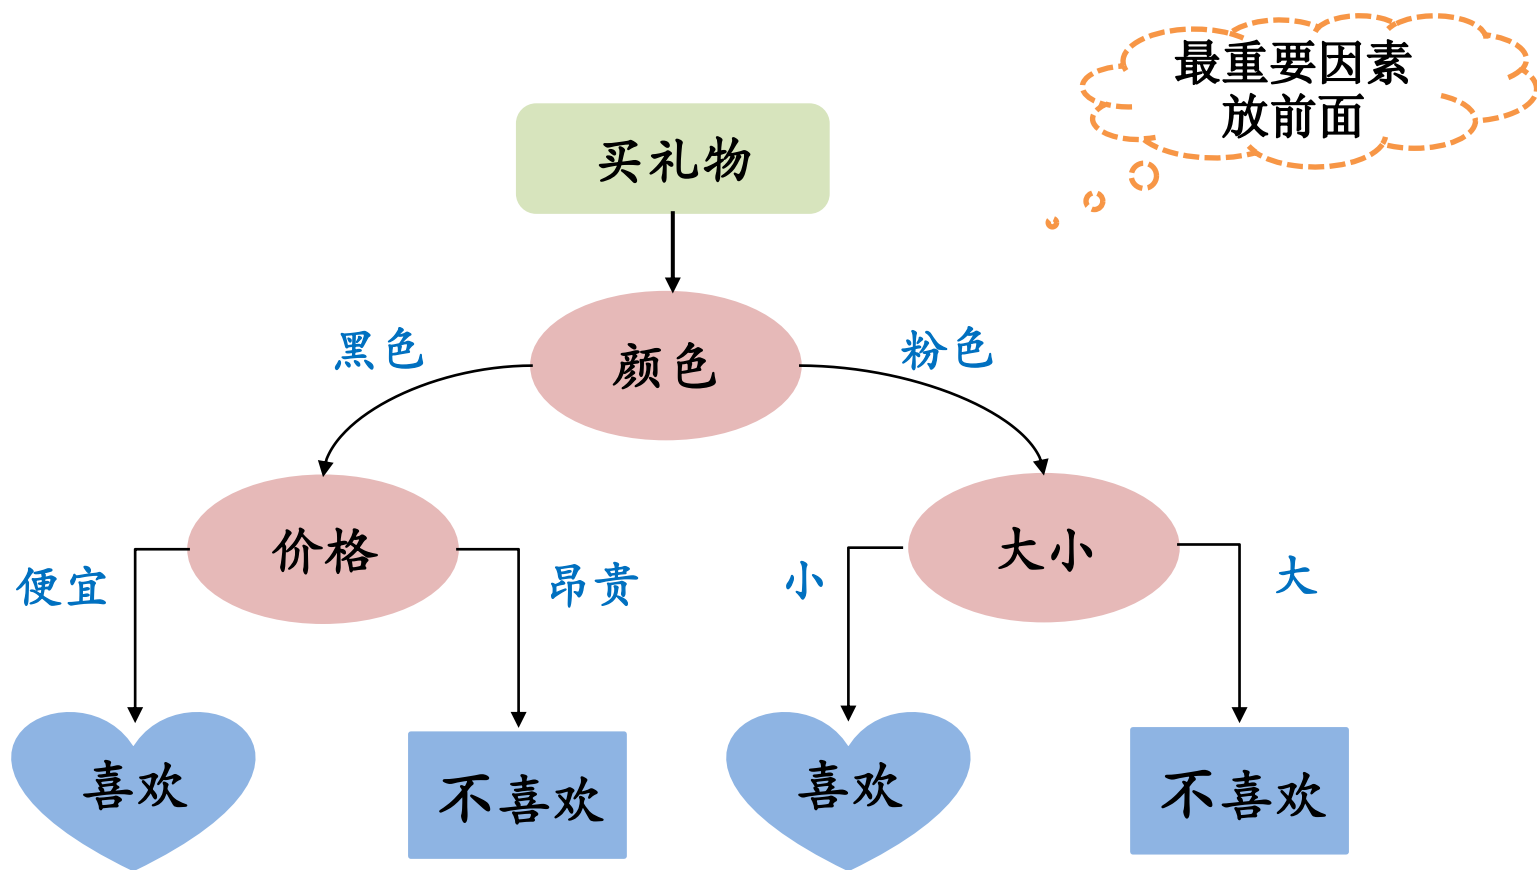 最重要因素
放前面
买礼物
颜色
黑色
粉色
价格
大小
便宜
昂贵
小
大
喜欢
不喜欢
喜欢
不喜欢